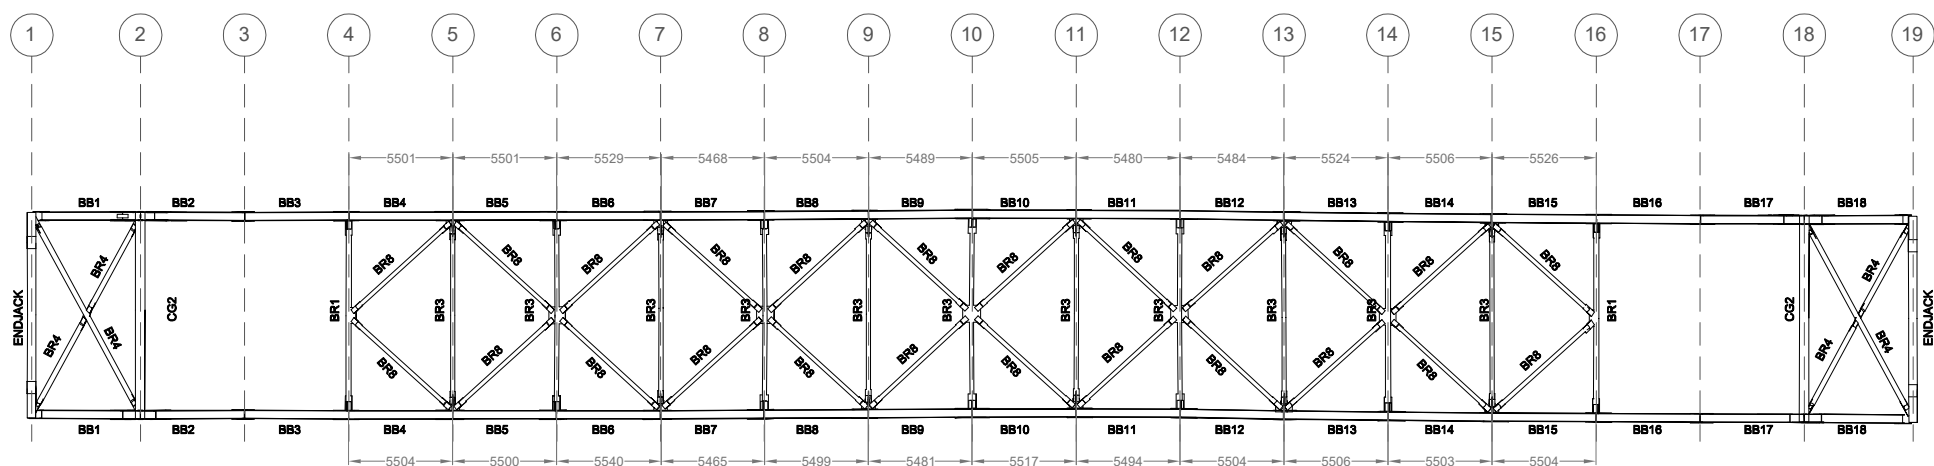 1 2 3 4 5 6 7 8 9 10 11 12 13 14 15 16 17 18 19
5501 5501 5529 5468 5504 5489 5505 5480 5484 5524 5506 5526
BB1 BB2 BB3 BB4 BB5 BB6 BB7 BB8 BB9 BB10 BB11 BB12 BB13 BB14 BB15 BB16 BB17 BB18
BR4 BR8 BR8 BR8 BR8 BR8 BR8 BR8 BR8 BR8 BR8 BR8 BR8 BR4
ENDJACK CG2 BR1 BR3 BR3 BR3 BR3 BR3 BR3 BR3 BR3 BR3 BR3 BR3 BR1 CG2 ENDJACK
BR4 BR4 BR8 BR8 BR8 BR8 BR8 BR8 BR8 BR8 BR8 BR8 BR8 BR8 BR4 BR4
BB1 BB2 BB3 BB4 BB5 BB6 BB7 BB8 BB9 BB10 BB11 BB12 BB13 BB14 BB15 BB16 BB17 BB18
5504 5500 5540 5465 5499 5481 5517 5494 5504 5506 5503 5504